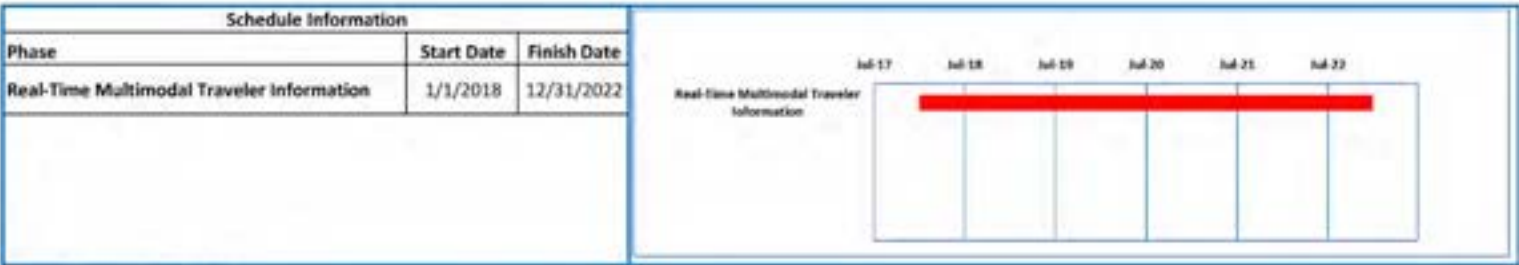 Schedule Information
Phase Start Date Finish Date
Real-Time Multimodal Traveler Information 1/1/2018 12/31/2022
Jul-17 Jul-18 Jul-19 Jul-20 Jul-21 Jul-22
Real-Time Multimodal Traveler
Information